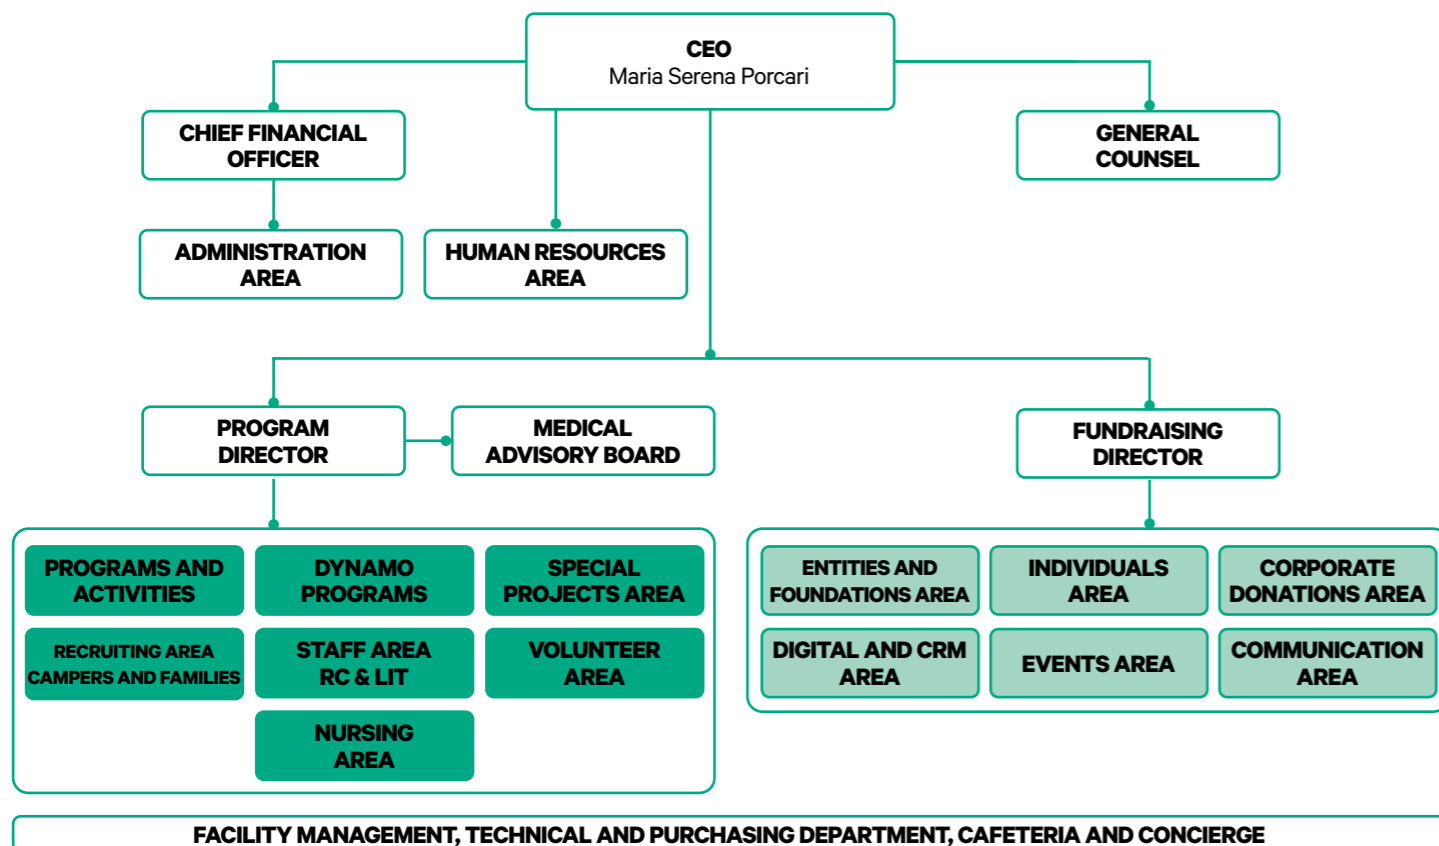 CEO
Maria Serena Porcari
CHIEF FINANCIAL
OFFICER
GENERAL
COUNSEL
ADMINISTRATION
AREA
HUMAN RESOURCES
AREA
PROGRAM
DIRECTOR
MEDICAL
ADVISORY BOARD
FUNDRAISING
DIRECTOR
PROGRAMS AND
ACTIVITIES
DYNAMO
PROGRAMS
SPECIAL
PROJECTS AREA
RECRUITING AREA
CAMPERS AND FAMILIES
STAFF AREA
RC & LIT
VOLUNTEER
AREA
NURSING
AREA
ENTITIES AND
FOUNDATIONS AREA
INDIVIDUALS
AREA
CORPORATE
DONATIONS AREA
DIGITAL AND CRM
AREA
EVENTS AREA
COMMUNICATION
AREA
FACILITY MANAGEMENT, TECHNICAL AND PURCHASING DEPARTMENT, CAFETERIA AND CONCIERGE